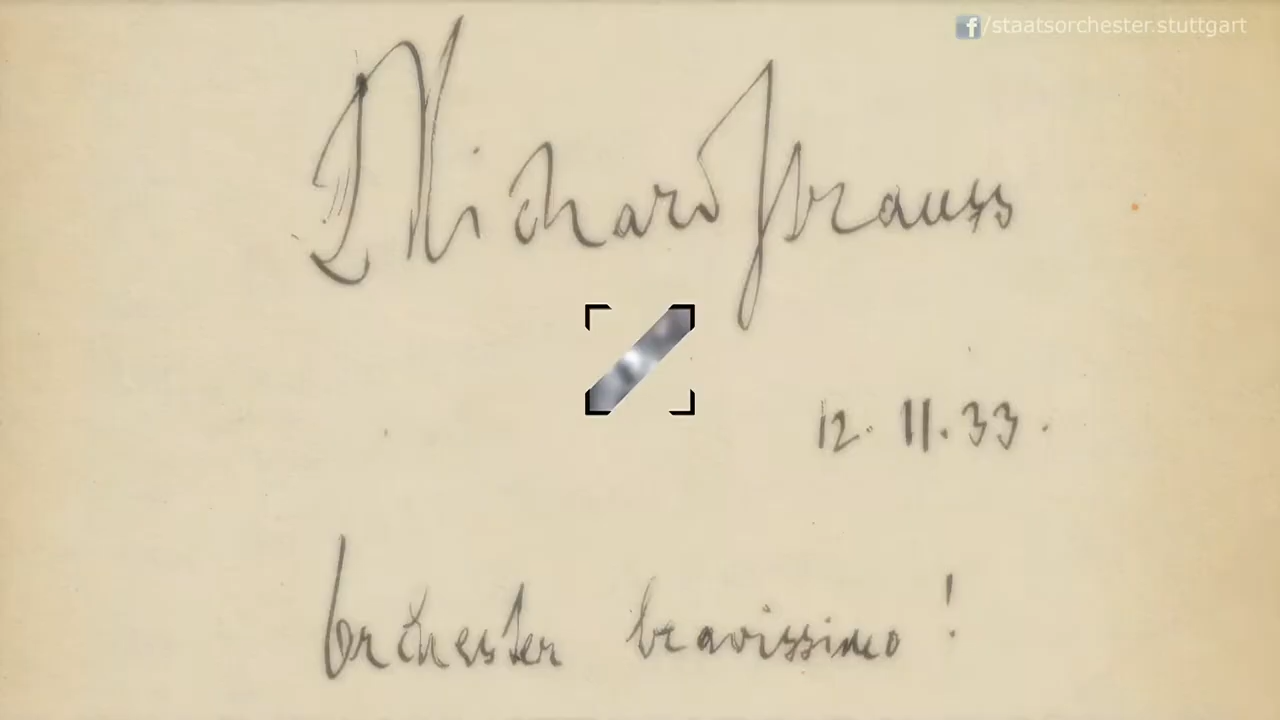 /staatsorchester.stuttgart
Richard Strauss
12. 11. 33.
Orchester bravissimo!